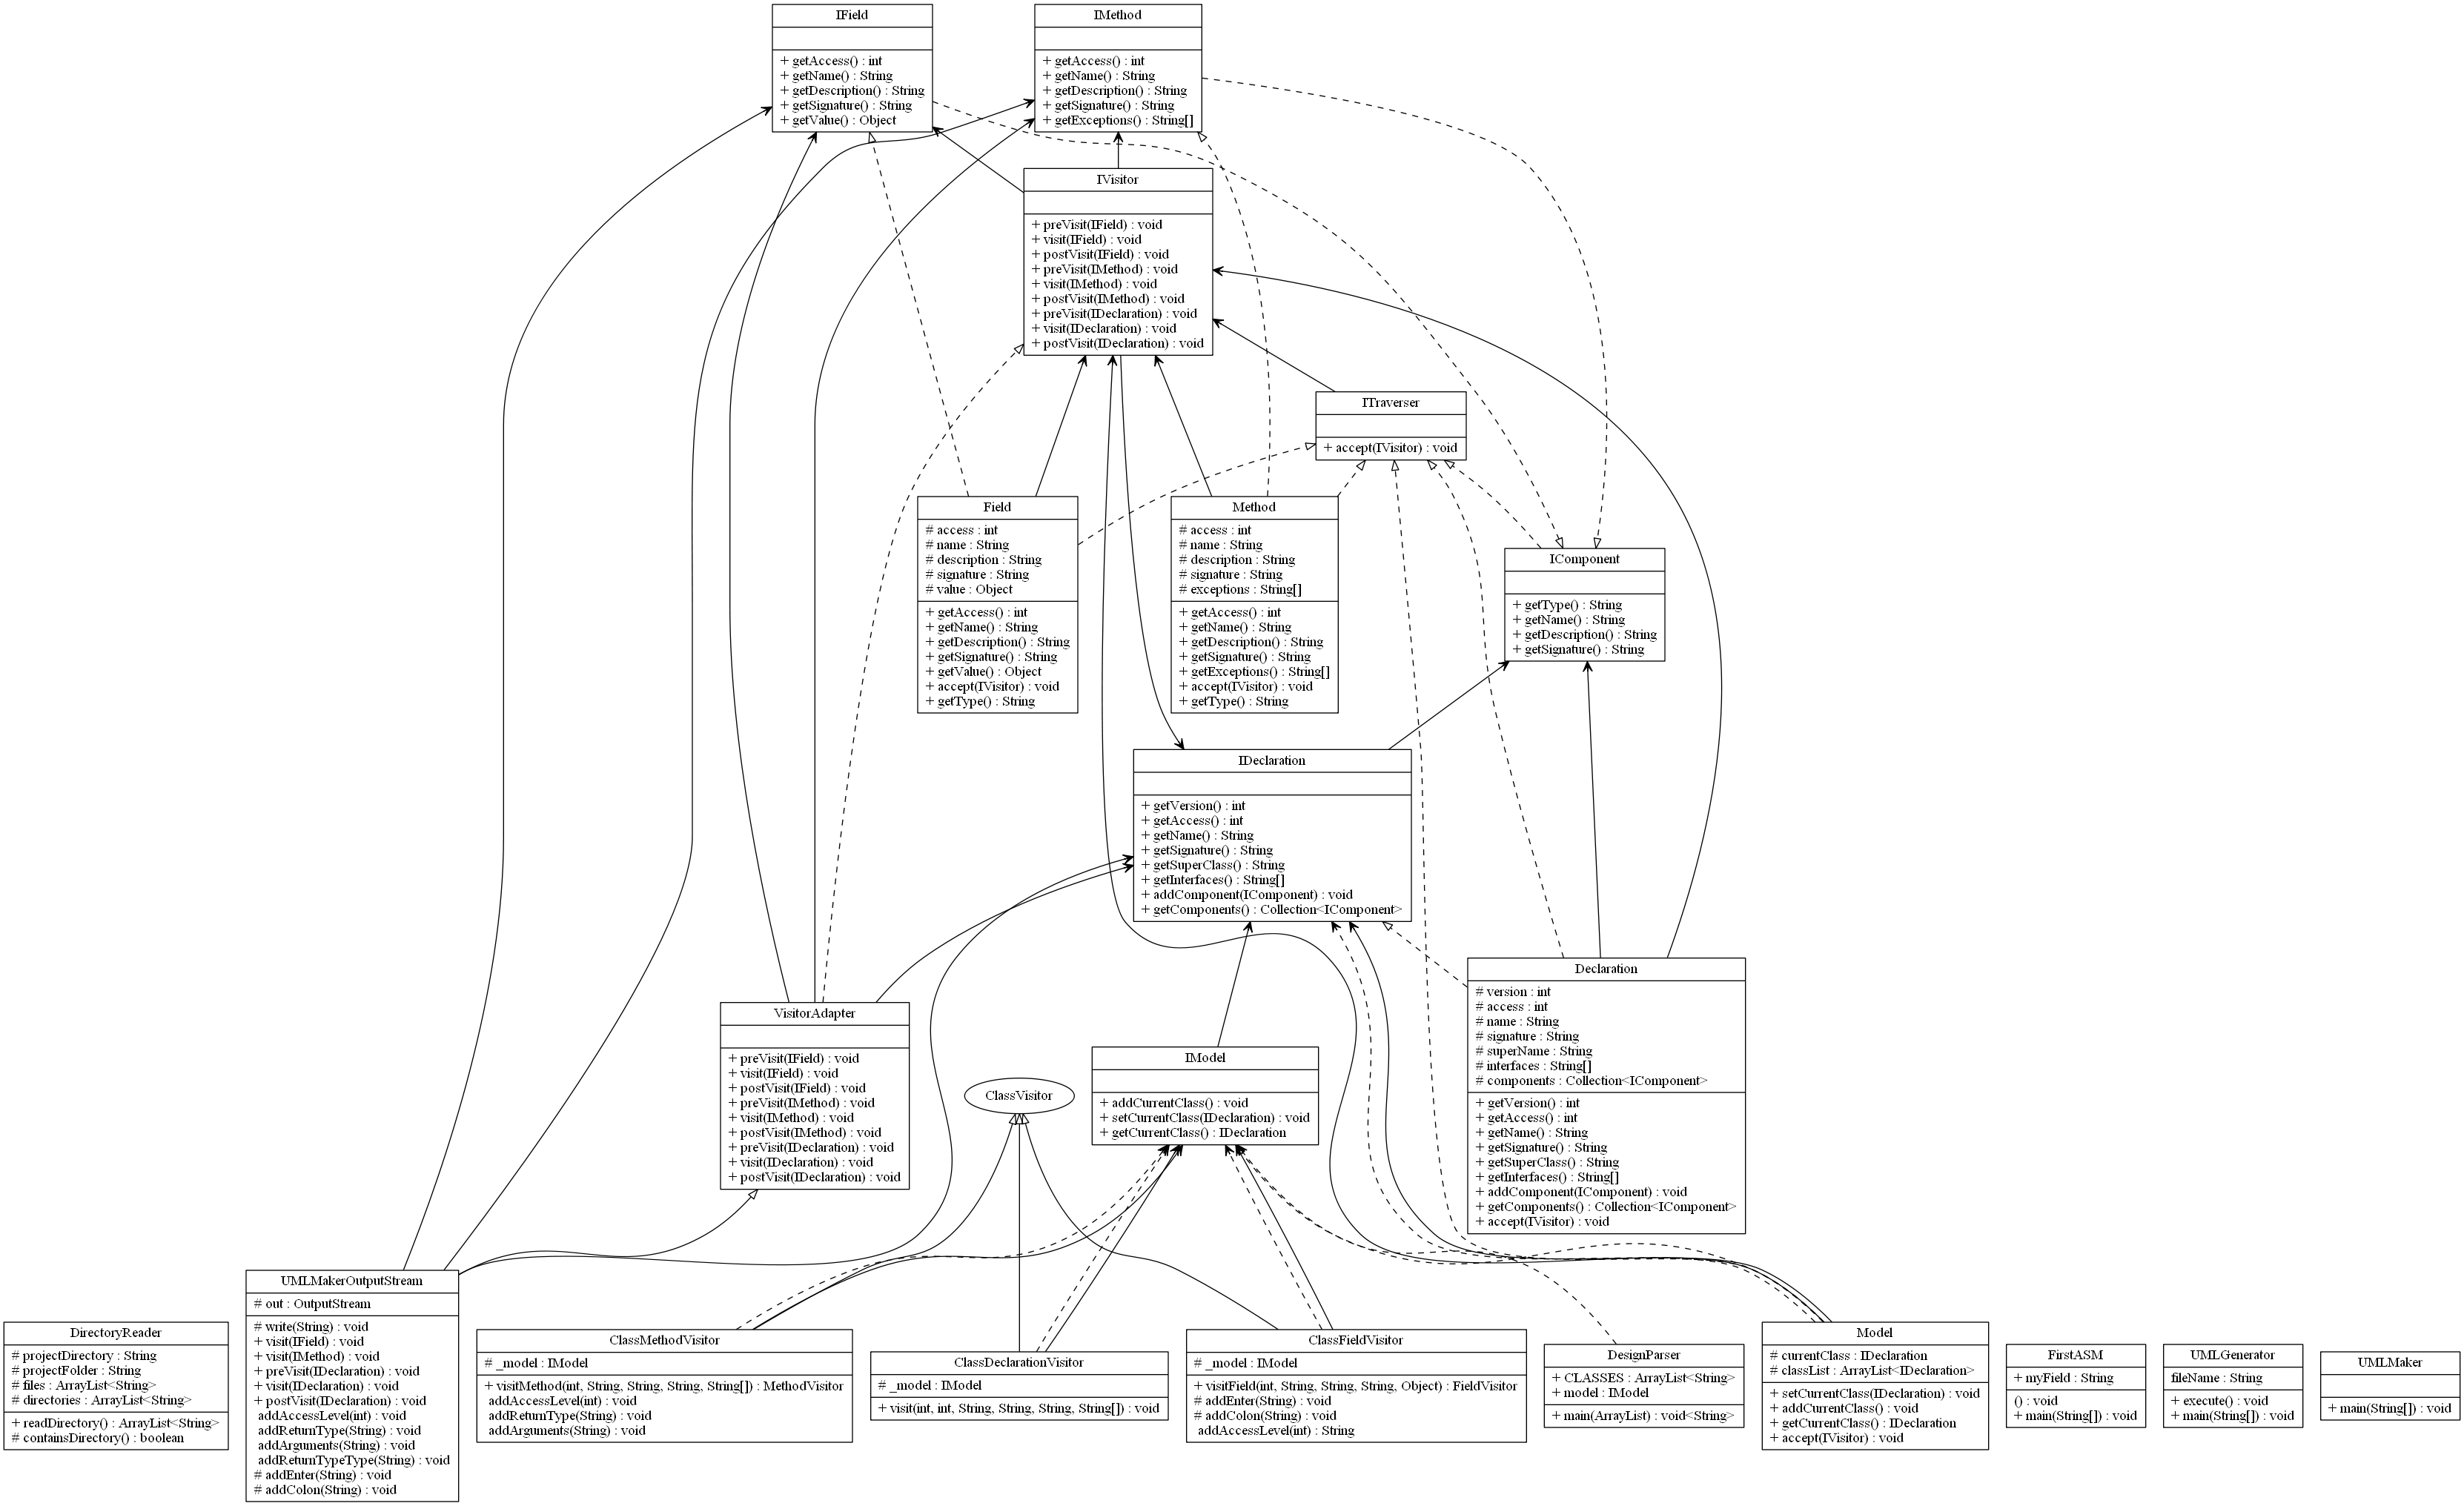 IField
+ getAccess() : int
+ getName() : String
+ getDescription() : String
+ getSignature() : String
+ getValue() : Object
IMethod
+ getAccess() : int
+ getName() : String
+ getDescription() : String
+ getSignature() : String
+ getExceptions() : String[]
IVisitor
+ preVisit(IField) : void
+ visit(IField) : void
+ postVisit(IField) : void
+ preVisit(IMethod) : void
+ visit(IMethod) : void
+ postVisit(IMethod) : void
+ preVisit(IDeclaration) : void
+ visit(IDeclaration) : void
+ postVisit(IDeclaration) : void
ITraverser
+ accept(IVisitor) : void
Field
# access : int
# name : String
# description : String
# signature : String
# value : Object
+ getAccess() : int
+ getName() : String
+ getDescription() : String
+ getSignature() : String
+ getValue() : Object
+ accept(IVisitor) : void
+ getType() : String
Method
# access : int
# name : String
# description : String
# signature : String
# exceptions : String[]
+ getAccess() : int
+ getName() : String
+ getDescription() : String
+ getSignature() : String
+ getExceptions() : String[]
+ accept(IVisitor) : void
+ getType() : String
IComponent
+ getType() : String
+ getName() : String
+ getDescription() : String
+ getSignature() : String
IDeclaration
+ getVersion() : int
+ getAccess() : int
+ getName() : String
+ getSignature() : String
+ getSuperClass() : String
+ getInterfaces() : String[]
+ addComponent(IComponent) : void
+ getComponents() : Collection<IComponent>
Declaration
# version : int
# access : int
# name : String
# signature : String
# superName : String
# interfaces : String[]
# components : Collection<IComponent>
+ getVersion() : int
+ getAccess() : int
+ getName() : String
+ getSignature() : String
+ getSuperClass() : String
+ getInterfaces() : String[]
+ addComponent(IComponent) : void
+ getComponents() : Collection<IComponent>
+ accept(IVisitor) : void
VisitorAdapter
+ preVisit(IField) : void
+ visit(IField) : void
+ postVisit(IField) : void
+ preVisit(IMethod) : void
+ visit(IMethod) : void
+ postVisit(IMethod) : void
+ preVisit(IDeclaration) : void
+ visit(IDeclaration) : void
+ postVisit(IDeclaration) : void
ClassVisitor
IModel
+ addCurrentClass() : void
+ setCurrentClass(IDeclaration) : void
+ getCurrentClass() : IDeclaration
DirectoryReader
# projectDirectory : String
# projectFolder : String
# files : ArrayList<String>
# directories : ArrayList<String>
+ readDirectory() : ArrayList<String>
# containsDirectory() : boolean
UMLMakerOutputStream
# out : OutputStream
# write(String) : void
+ visit(IField) : void
+ visit(IMethod) : void
+ preVisit(IDeclaration) : void
+ visit(IDeclaration) : void
+ postVisit(IDeclaration) : void
addAccessLevel(int) : void
addReturnType(String) : void
addArguments(String) : void
addReturnTypeType(String) : void
# addEnter(String) : void
# addColon(String) : void
ClassMethodVisitor
# _model : IModel
+ visitMethod(int, String, String, String, String[]) : MethodVisitor
addAccessLevel(int) : void
addReturnType(String) : void
addArguments(String) : void
ClassDeclarationVisitor
# _model : IModel
+ visit(int, int, String, String, String, String[]) : void
ClassFieldVisitor
# _model : IModel
+ visitField(int, String, String, String, Object) : FieldVisitor
# addEnter(String) : void
# addColon(String) : void
addAccessLevel(int) : String
DesignParser
+ CLASSES : ArrayList<String>
+ model : IModel
+ main(ArrayList) : void<String>
Model
# currentClass : IDeclaration
# classList : ArrayList<IDeclaration>
+ setCurrentClass(IDeclaration) : void
+ addCurrentClass() : void
+ getCurrentClass() : IDeclaration
+ accept(IVisitor) : void
FirstASM
+ myField : String
() : void
+ main(String[]) : void
UMLGenerator
fileName : String
+ execute() : void
+ main(String[]) : void
UMLMaker
+ main(String[]) : void